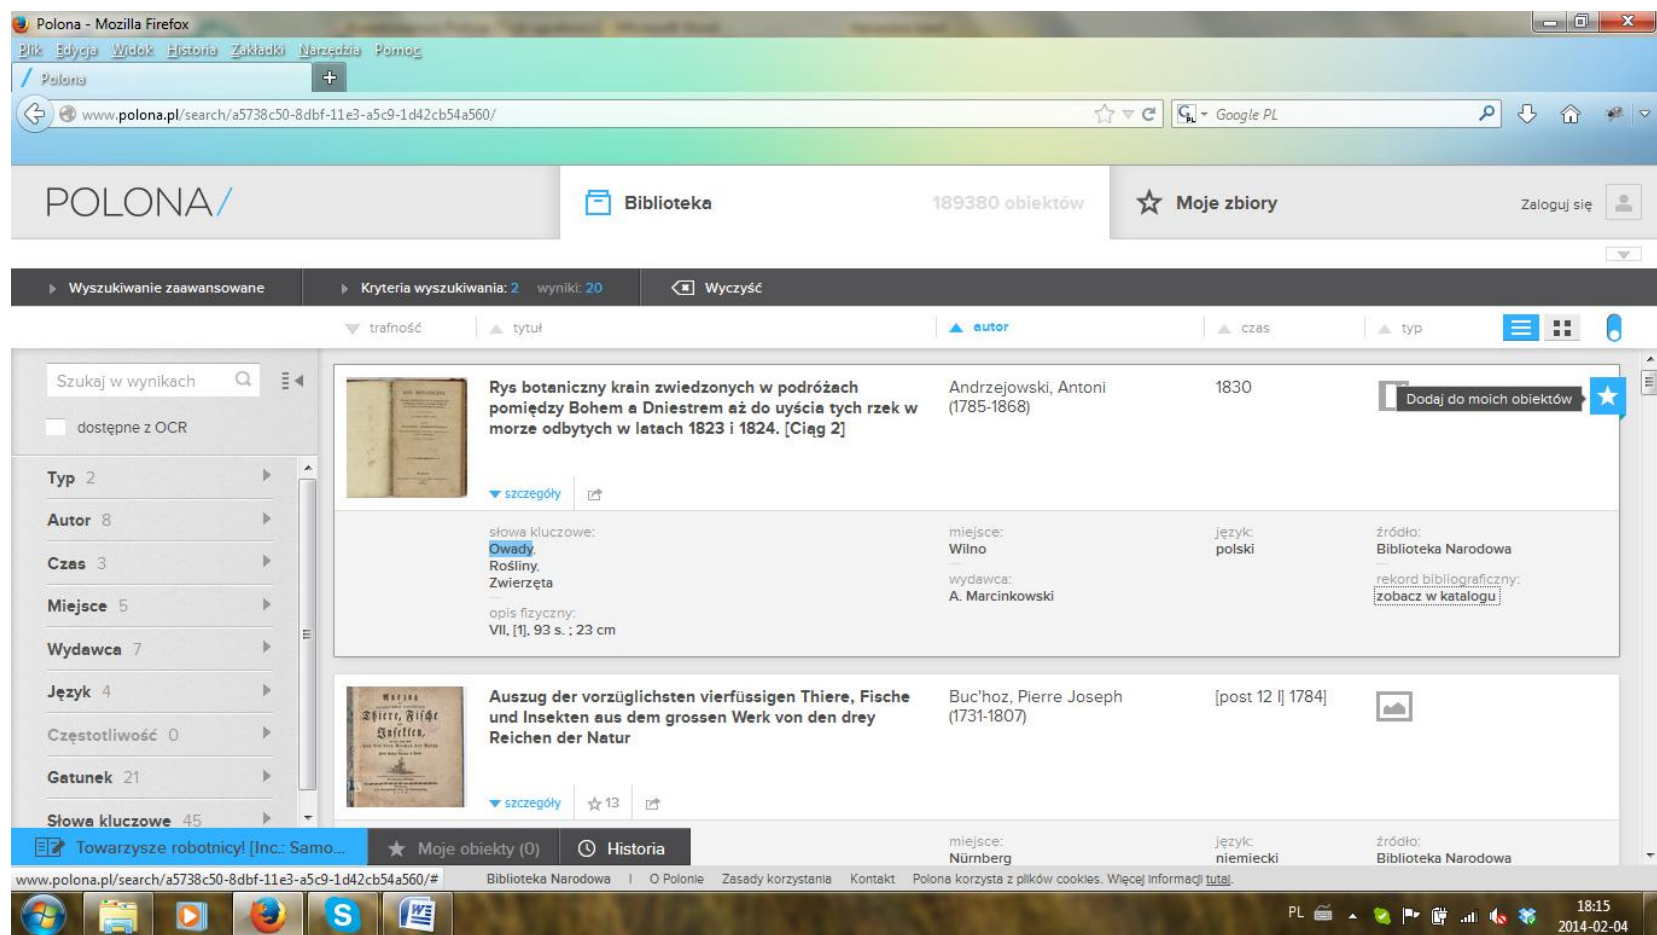 Polona - Mozilla Firefox
Plik Edycja Widok Historia Zakładki Narzędzia Pomoc
Polona
www.polona.pl/search/a5738c50-8dbf-11e3-a5c9-1d42cb54a560/
Google PL
POLONA/
Biblioteka 189380 obiektów
Moje zbiory
Zaloguj się
Wyszukiwanie zaawansowane
Kryteria wyszukiwania: 2 wyniki: 20
Wyczyść
trafność tytuł autor czas typ
Szukaj w wynikach
dostępne z OCR
Typ 2
Autor 8
Czas 3
Miejsce 5
Wydawca 7
Język 4
Częstotliwość 0
Gatunek 21
Słowa kluczowe 45
Rys botaniczny krain zwiedzonych w podróżach
pomiędzy Bohem a Dniestrem aż do uyścia tych rzek w
morze odbytych w latach 1823 i 1824. [Ciąg 2]
Andrzejowski, Antoni
(1785-1868)
1830
Dodaj do moich obiektów
szczegóły
słowa kluczowe:
Owady,
Rośliny,
Zwierzęta
opis fizyczny:
VII, [1], 93 s. ; 23 cm
miejsce:
Wilno
wydawca:
A. Marcinkowski
język:
polski
źródło:
Biblioteka Narodowa
rekord bibliograficzny:
zobacz w katalogu
Auszug der vorzüglichsten vierfüssigen Thiere, Fische
und Insekten aus dem grossen Werk von den drey
Reichen der Natur
Buc'hoz, Pierre Joseph
(1731-1807)
[post 12 I] 1784]
szczegóły 13
miejsce:
Nürnberg
język:
niemiecki
źródło:
Biblioteka Narodowa
Towarzysze robotnicy! [Inc.: Samo...
Moje obiekty (0)
Historia
www.polona.pl/search/a5738c50-8dbf-11e3-a5c9-1d42cb54a560/#
Biblioteka Narodowa | O Polonie Zasady korzystania Kontakt Polona korzysta z plików cookies. Więcej informacji tutaj.
PL
18:15
2014-02-04